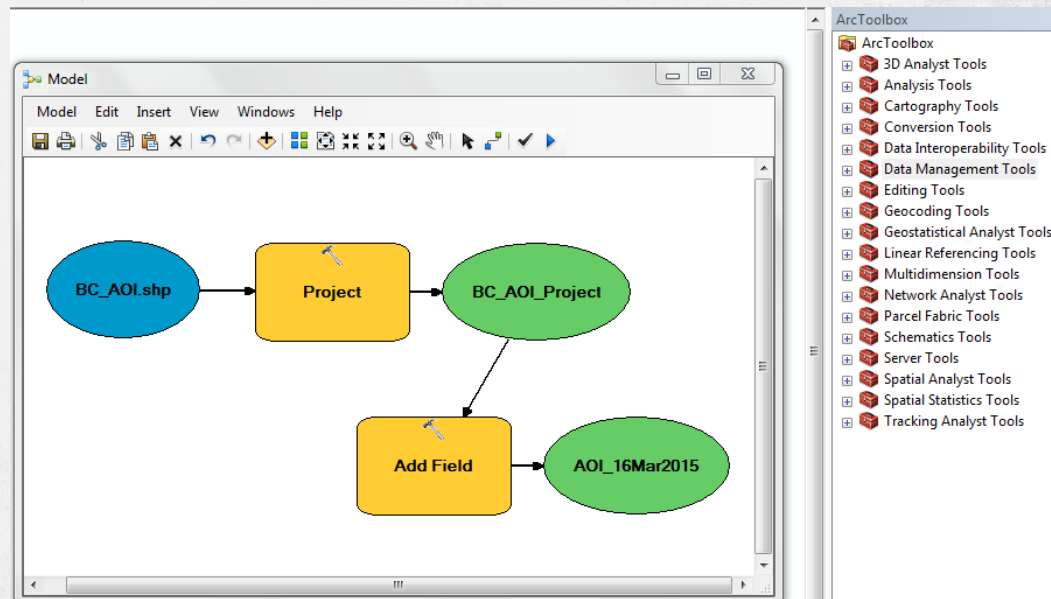 Model
Model Edit Insert View Windows Help
BC_AOI.shp
Project
BC_AOI_Project
Add Field
AOI_16Mar2015
ArcToolbox
ArcToolbox
3D Analyst Tools
Analysis Tools
Cartography Tools
Conversion Tools
Data Interoperability Tools
Data Management Tools
Editing Tools
Geocoding Tools
Geostatistical Analyst Tools
Linear Referencing Tools
Multidimension Tools
Network Analyst Tools
Parcel Fabric Tools
Schematics Tools
Server Tools
Spatial Analyst Tools
Spatial Statistics Tools
Tracking Analyst Tools